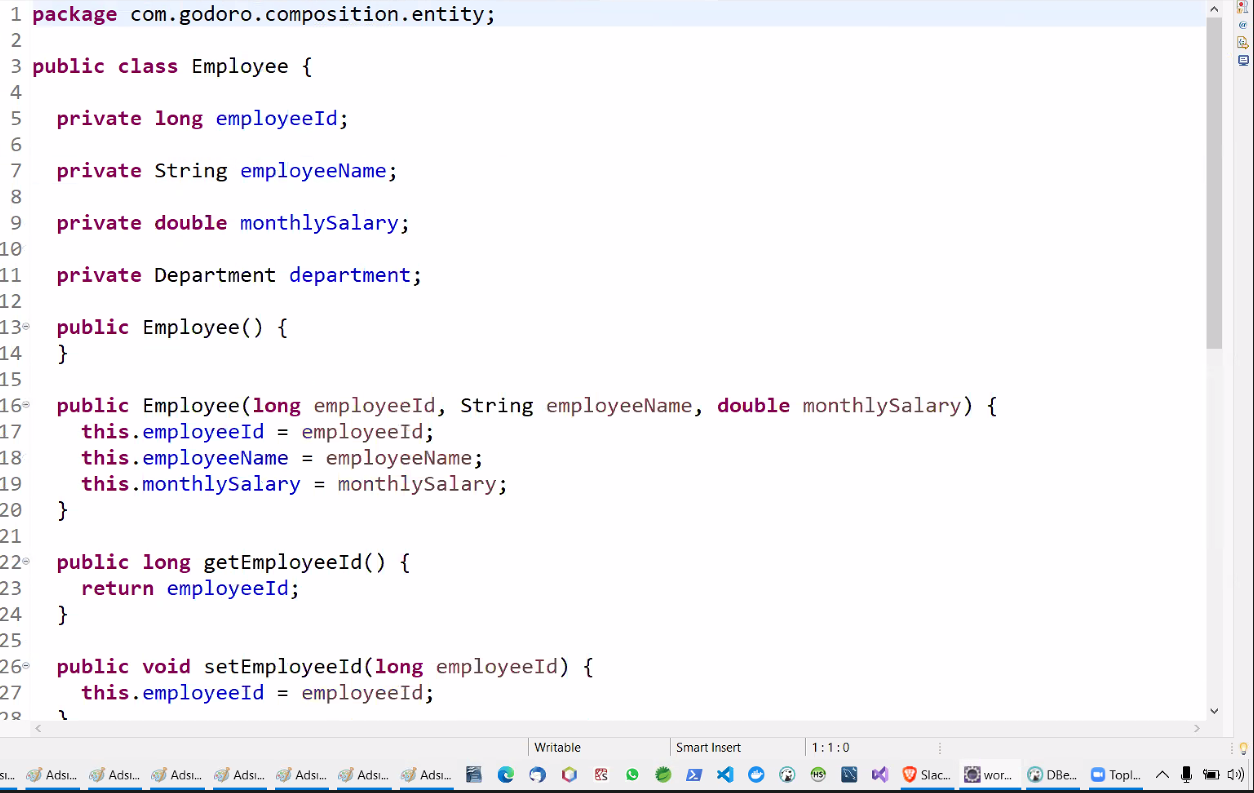 1 package com.godoro.composition.entity;
2
3 public class Employee {
4
5 private long employeeId;
6
7 private String employeeName;
8
9 private double monthlySalary;
10
11 private Department department;
12
13 public Employee() {
14 }
15
16 public Employee(long employeeId, String employeeName, double monthlySalary) {
17 this.employeeId = employeeId;
18 this.employeeName = employeeName;
19 this.monthlySalary = monthlySalary;
20 }
21
22 public long getEmployeeId() {
23 return employeeId;
24 }
25
26 public void setEmployeeId(long employeeId) {
27 this.employeeId = employeeId;
28 }
Writable Smart Insert 1 : 1 : 0
sı... Adsı... Adsı... Adsı... Adsı... Adsı... Adsı... Adsı... Slac... wor... DBe... Topl...